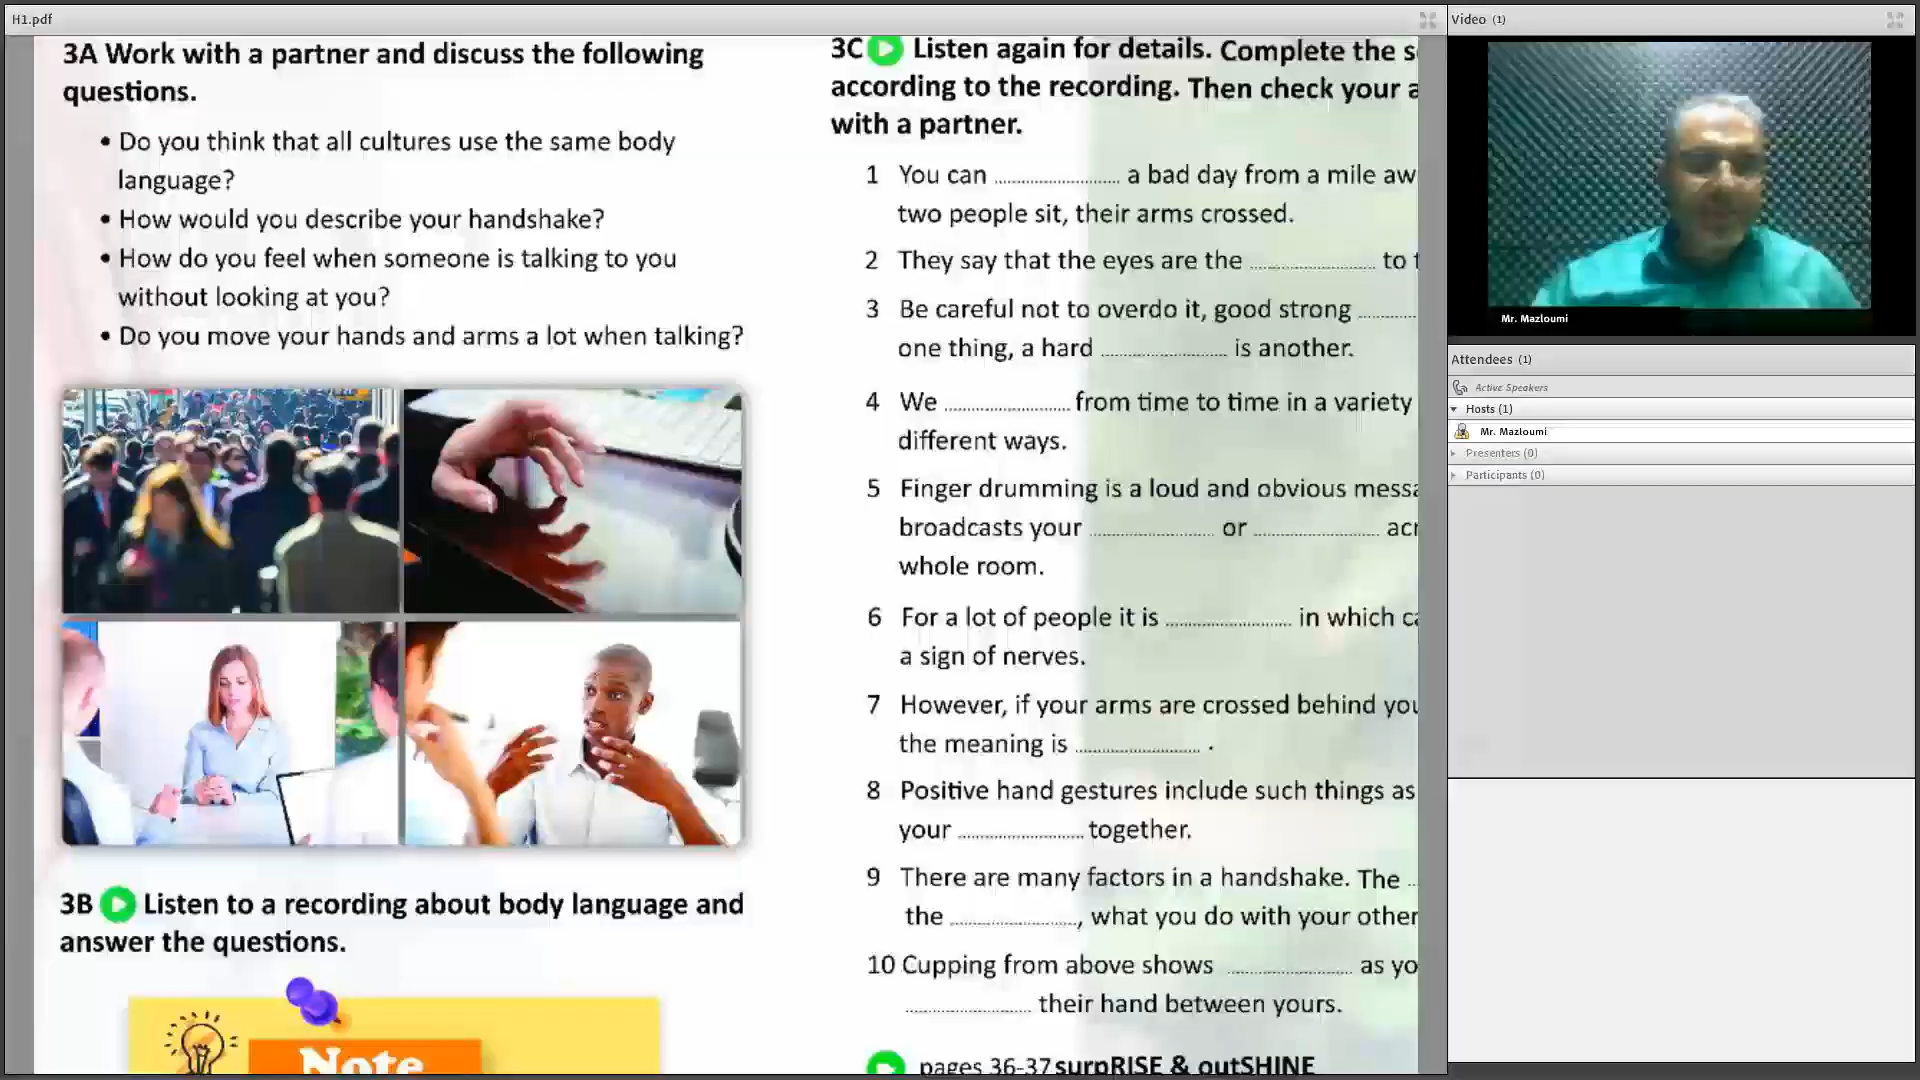 H1.pdf
3A Work with a partner and discuss the following
questions.
• Do you think that all cultures use the same body
language?
• How would you describe your handshake?
• How do you feel when someone is talking to you
without looking at you?
• Do you move your hands and arms a lot when talking?
3B Listen to a recording about body language and
answer the questions.
Note
3C Listen again for details. Complete the s
according to the recording. Then check your a
with a partner.
1 You can .................... a bad day from a mile aw
two people sit, their arms crossed.
2 They say that the eyes are the .................... to t
3 Be careful not to overdo it, good strong ..........
one thing, a hard .................... is another.
4 We .................... from time to time in a variety
different ways.
5 Finger drumming is a loud and obvious messa
broadcasts your .................... or .................... acr
whole room.
6 For a lot of people it is .................... in which ca
a sign of nerves.
7 However, if your arms are crossed behind you
the meaning is .................... .
8 Positive hand gestures include such things as
your .................... together.
9 There are many factors in a handshake. The ..
the ...................., what you do with your other
10 Cupping from above shows .................... as yo
.................... their hand between yours.
pages 36-37 surpRISE & outSHINE
Video (1)
Mr. Mazloumi
Attendees (1)
Active Speakers
Hosts (1)
Mr. Mazloumi
Presenters (0)
Participants (0)